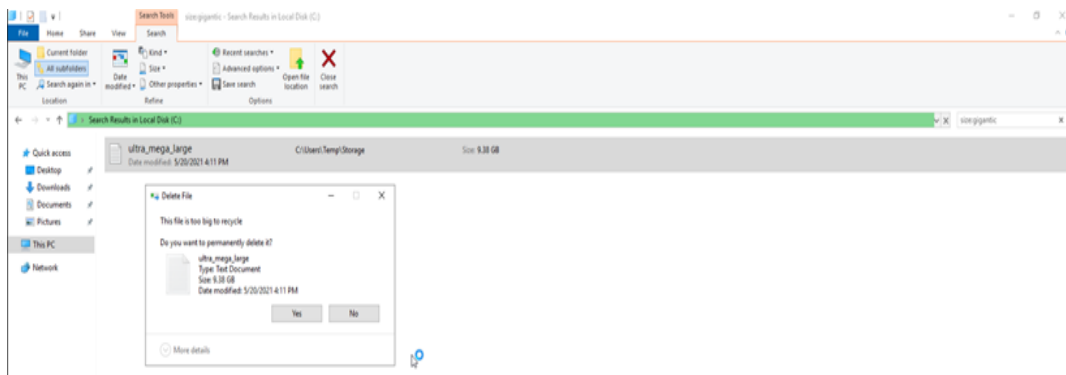 Search Tools size:gigantic - Search Results in Local Disk (C:)
File Home Share View Search
This PC
Current folder
All subfolders
Search again in
Location
Date modified
Kind
Size
Other properties
Refine
Recent searches
Advanced options
Save search
Options
Open file location
Close search
Search Results in Local Disk (C:)
size:gigantic
Quick access
Desktop
Downloads
Documents
Pictures
This PC
Network
ultra_mega_large C:\Users\Temp\Storage Size: 9.38 GB
Date modified: 5/20/2021 4:11 PM
Delete File
This file is too big to recycle
Do you want to permanently delete it?
ultra_mega_large
Type: Text Document
Size: 9.38 GB
Date modified: 5/20/2021 4:11 PM
Yes No
More details